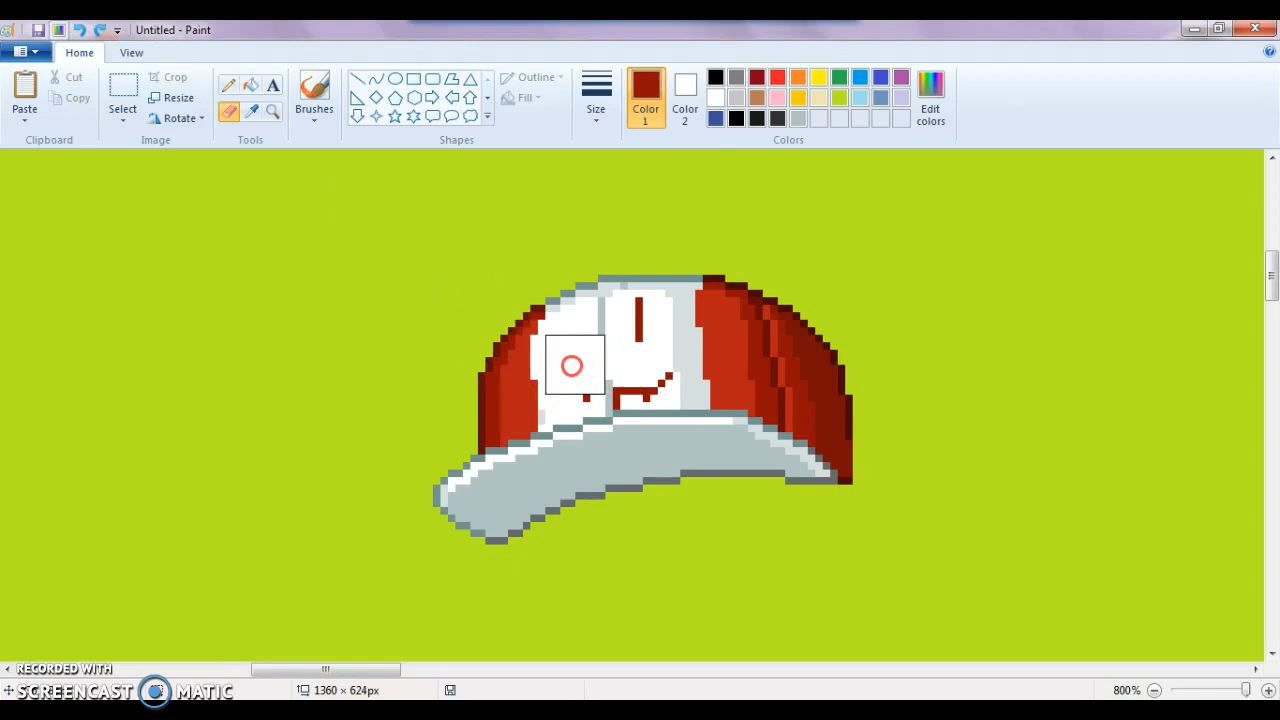 Untitled - Paint
Home View
Paste
Cut
Copy
Clipboard
Select
Crop
Resize
Rotate
Image
A
Tools
Brushes
Outline
Fill
Shapes
Size
Color 1
Color 2
Edit colors
Colors
RECORDED WITH
SCREENCAST MATIC
1360 × 624px
800%